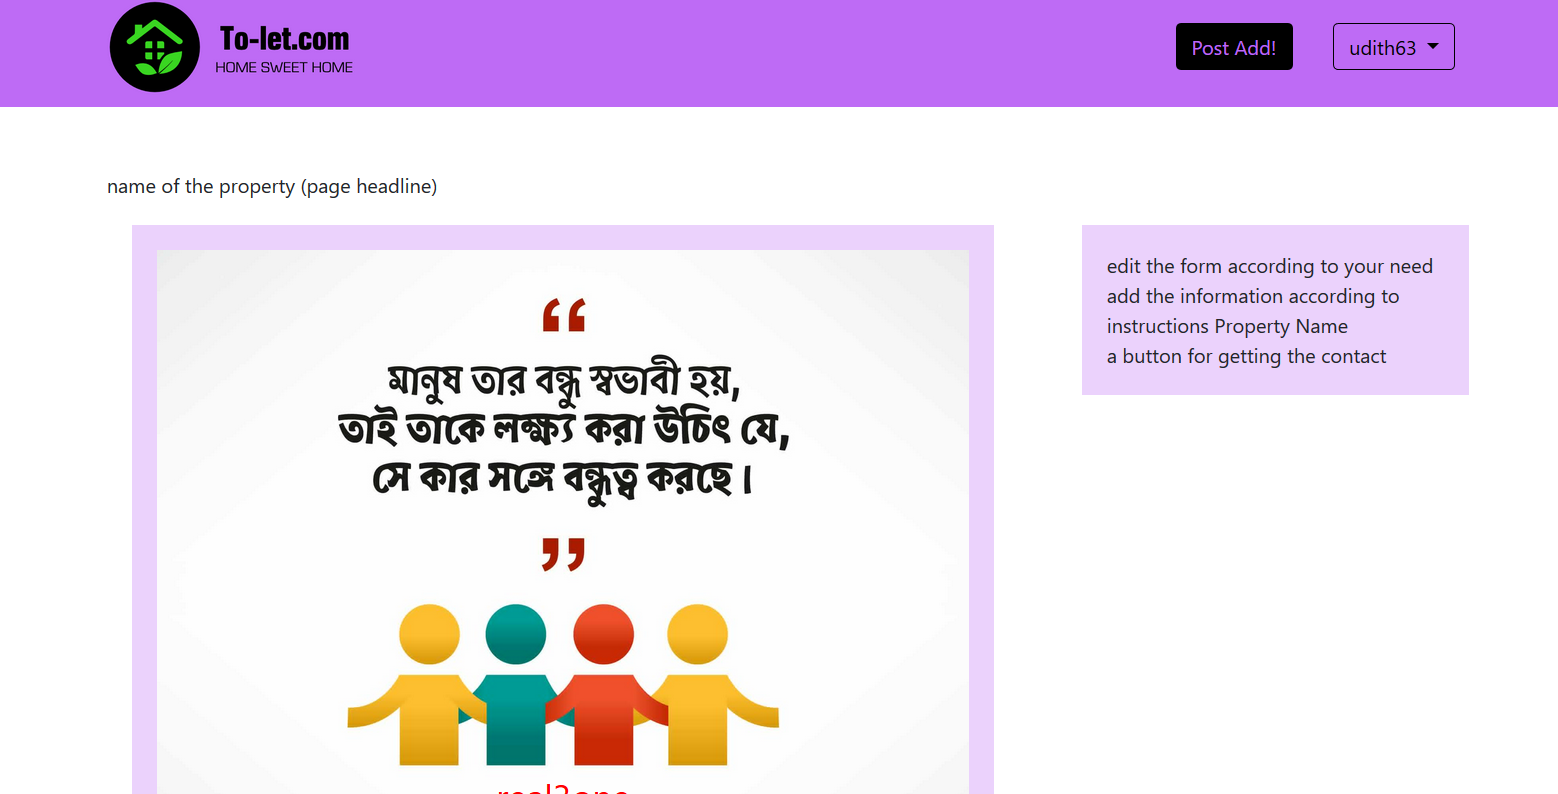 To-let.com
HOME SWEET HOME
Post Add!
udith63
name of the property (page headline)
“
মানুষ তার বন্ধু স্বভাবী হয়,
তাই তাকে লক্ষ্য করা উচিৎ যে,
সে কার সঙ্গে বন্ধুত্ব করছে ।
”
edit the form according to your need
add the information according to
instructions Property Name
a button for getting the contact